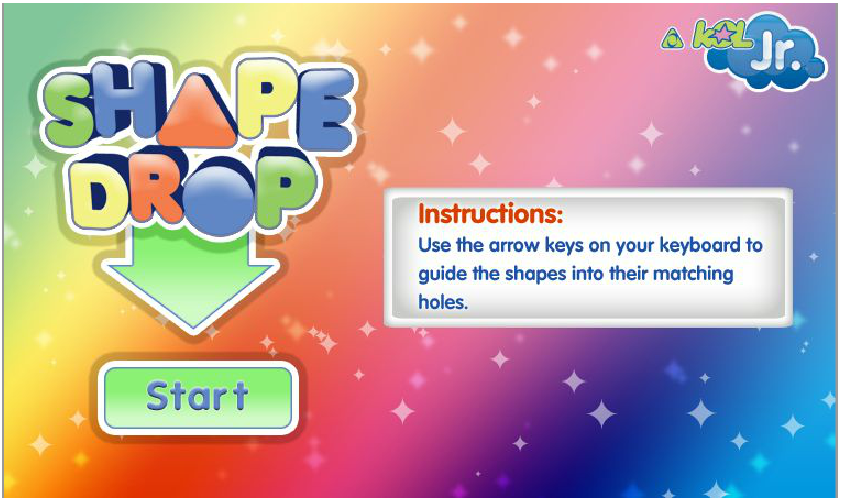 SHAPE
DROP
KOL Jr.
Instructions:
Use the arrow keys on your keyboard to
guide the shapes into their matching
holes.
Start